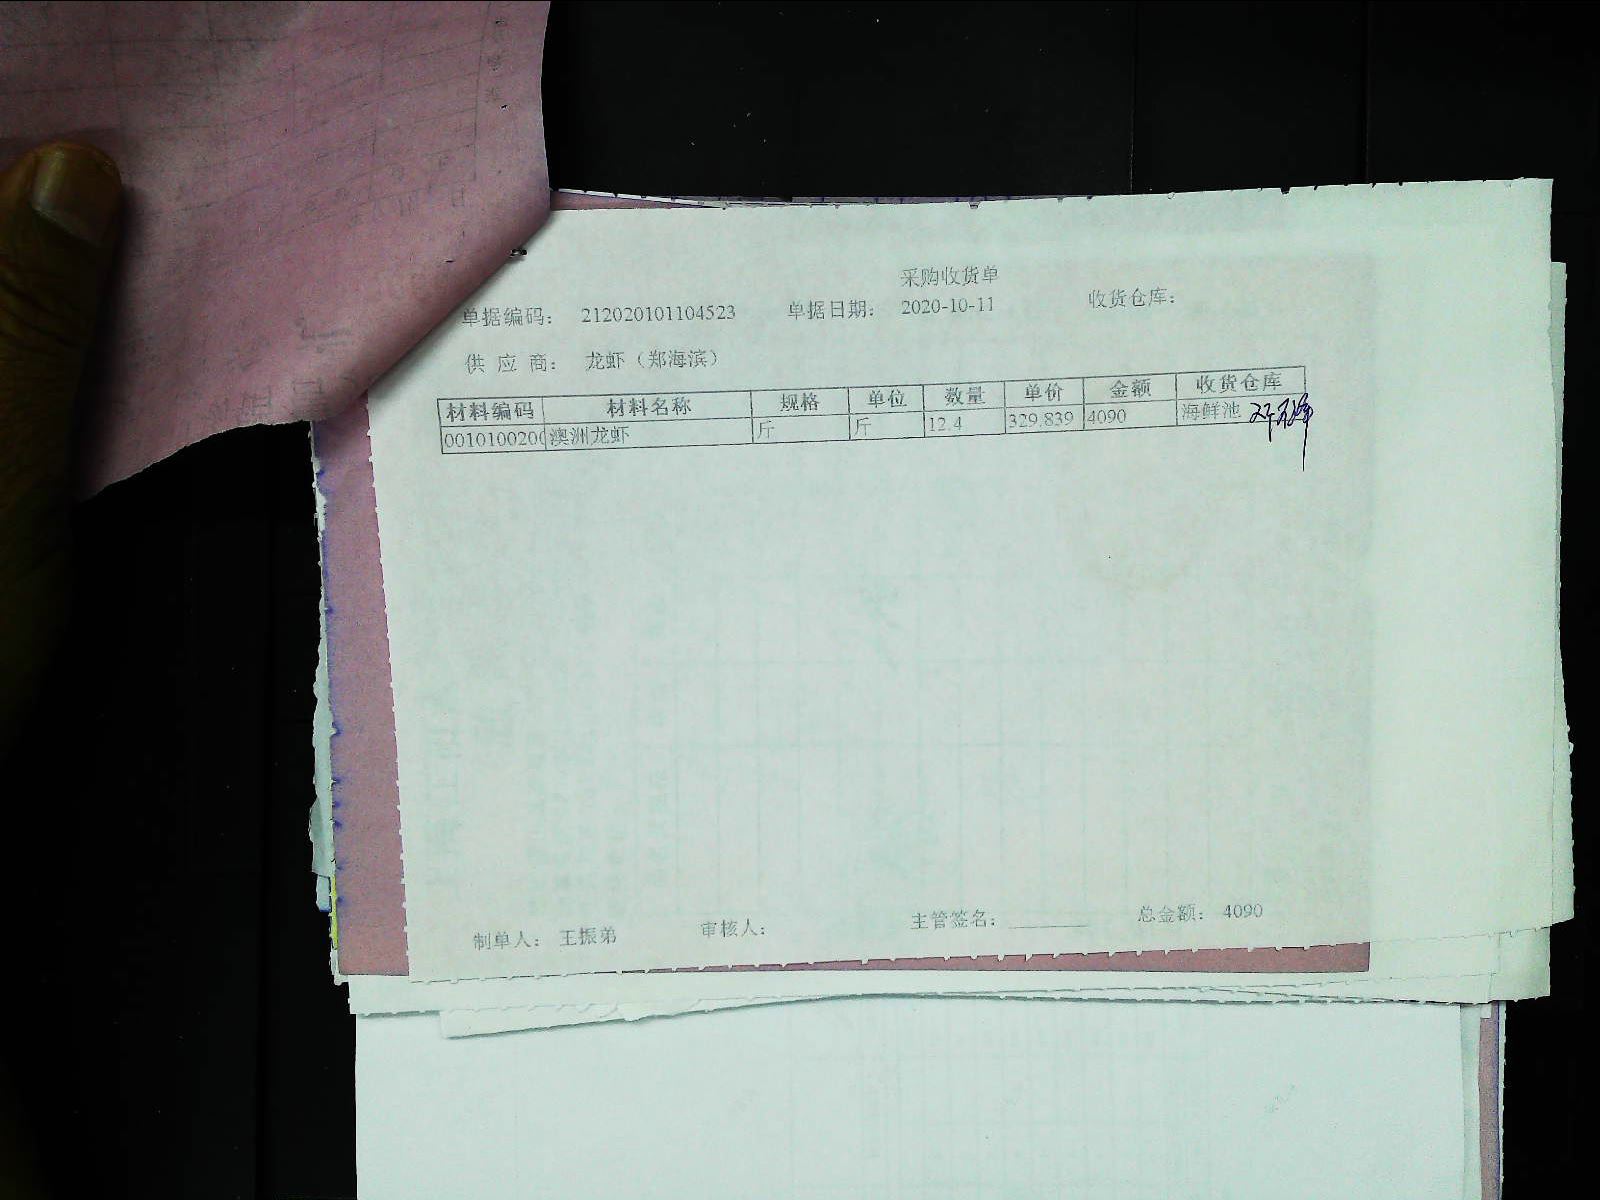 采购收货单
单据编码： 212020101104523 单据日期： 2020-10-11 收货仓库：
供 应 商： 龙虾（郑海滨）
材料编码 材料名称 规格 单位 数量 单价 金额 收货仓库
0010100200 澳洲龙虾 斤 斤 12.4 329.839 4090 海鲜池
制单人： 王振弟 审核人： 主管签名： 总金额： 4090